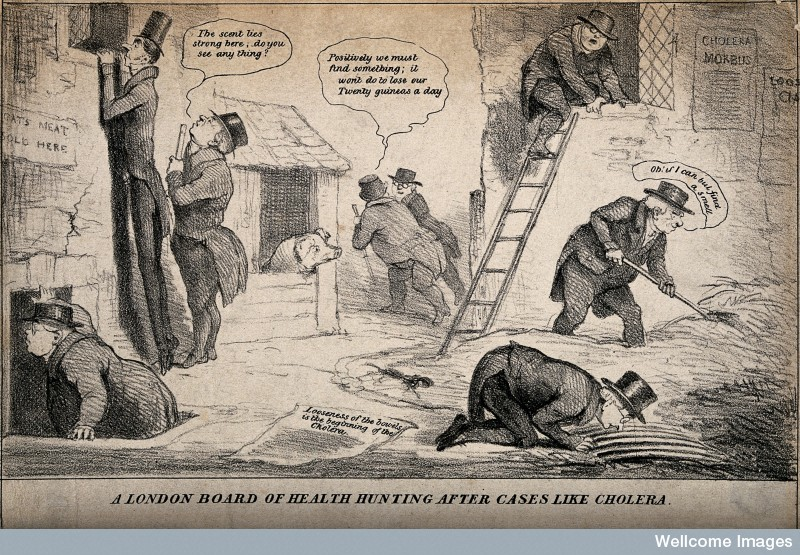 The scent lies
strong here; do you
see any thing?
Positively we must
find something; it
wont do to lose our
Twenty guineas a day
CHOLERA
MORBUS
LOOS
CATS MEAT
SOLD HERE
Oh! if I can but find
a smell
Looseness of the bowels
is the beginning of the
Cholera
A LONDON BOARD OF HEALTH HUNTING AFTER CASES LIKE CHOLERA.
Wellcome Images